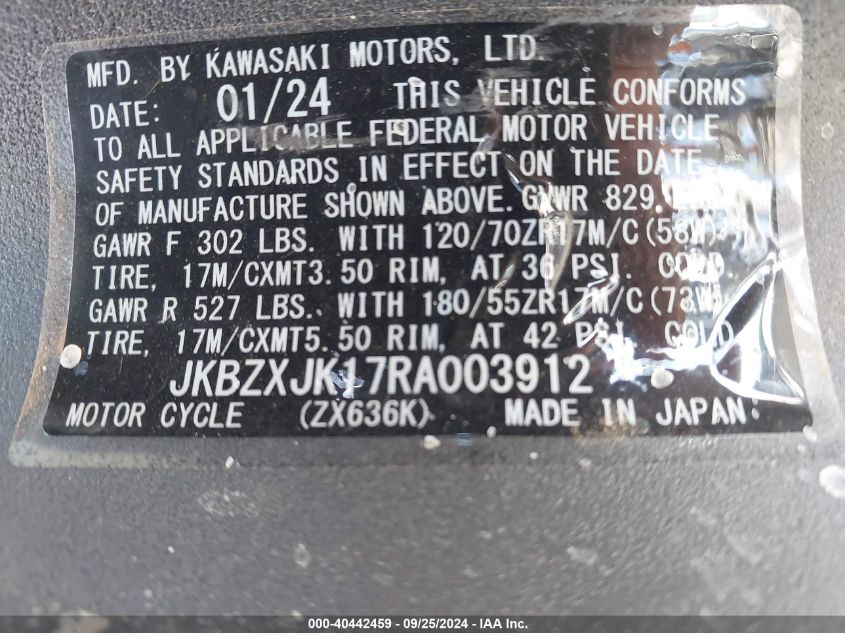 MFD. BY KAWASAKI MOTORS, LTD.
DATE: 01/24 THIS VEHICLE CONFORMS
TO ALL APPLICABLE FEDERAL MOTOR VEHICLE
SAFETY STANDARDS IN EFFECT ON THE DATE
OF MANUFACTURE SHOWN ABOVE. GVWR 829.
GAWR F 302 LBS. WITH 120/70ZR17M/C(58W)
TIRE, 17M/CXMT3.50 RIM, AT 36 PSI. COLD.
GAWR R 527 LBS. WITH 180/55ZR17M/C(73W)
TIRE, 17M/CXMT5.50 RIM, AT 42 PSI. COLD
JKBZXJK17RA003912
MOTOR CYCLE (ZX636K) MADE IN JAPAN
000-40442459 - 09/25/2024 - IAA Inc.